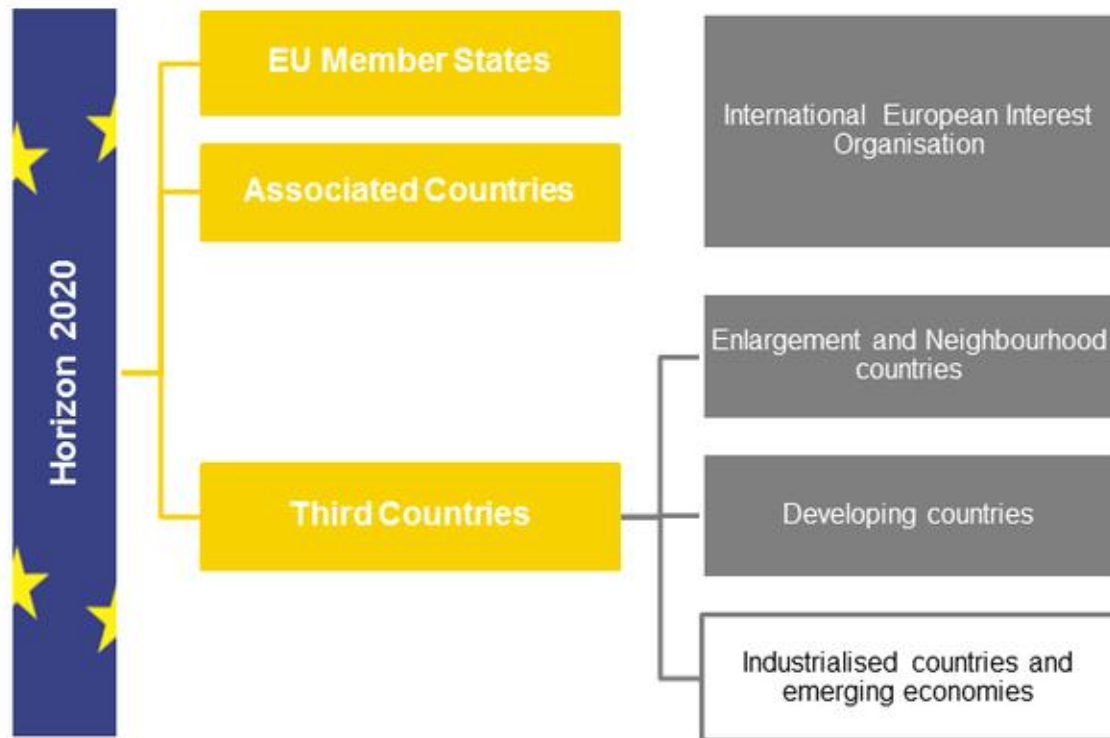 Horizon 2020
EU Member States
Associated Countries
Third Countries
International European Interest
Organisation
Enlargement and Neighbourhood
countries
Developing countries
Industrialised countries and
emerging economies